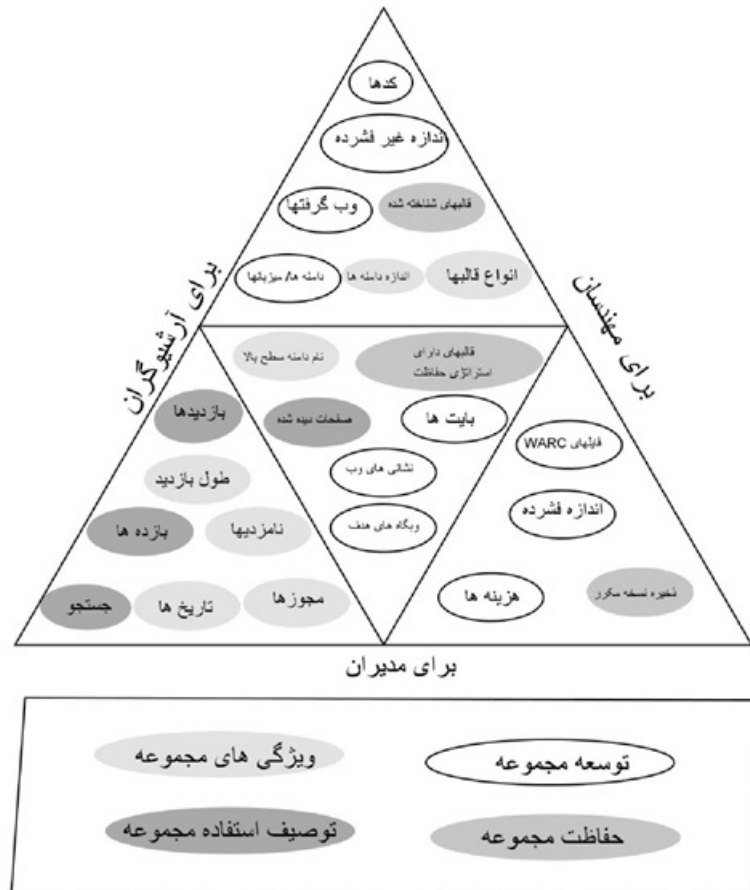 کدها
اندازه غیر فشرده
قالبهای شناخته شده
وب گرفتها
انواع قالبها
اندازه دامنه ها
دامنه ها/ میزبانها
برای آرشیوگران
برای مهندسان
قالبهای دارای
استراتژی حفاظت
نام دامنه سطح بالا
بایت ها
صفحات دیده شده
نشانی های وب
وبگاه های هدف
بازدیدها
طول بازدید
نامزدیها
بازده ها
مجوزها
تاریخ ها
جستجو
فایلهای WARC
اندازه فشرده
ذخیره نسخه مکرر
هزینه ها
برای مدیران
توسعه مجموعه
ویژگی های مجموعه
حفاظت مجموعه
توصیف استفاده مجموعه